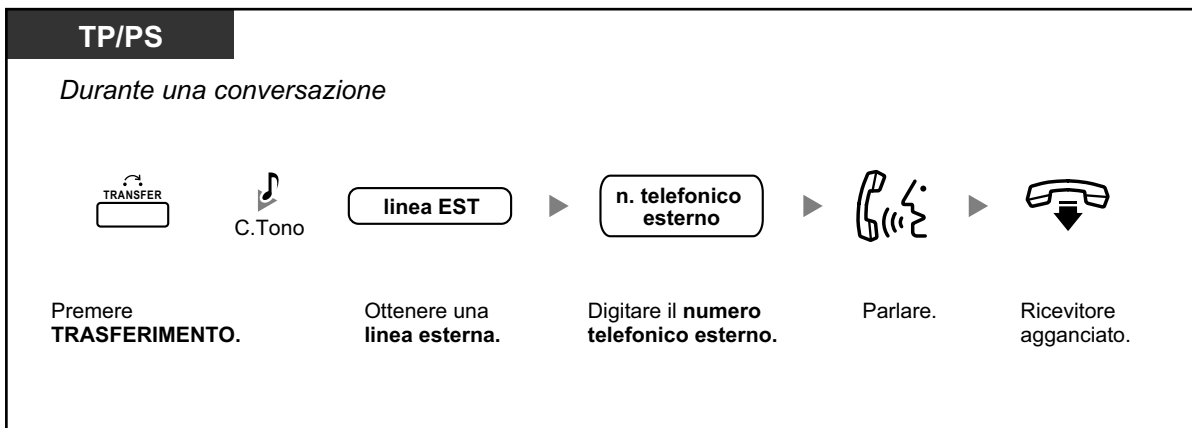 TP/PS
Durante una conversazione
TRANSFER
C.Tono
linea EST
n. telefonico
esterno
Premere
TRASFERIMENTO.
Ottenere una
linea esterna.
Digitare il numero
telefonico esterno.
Parlare.
Ricevitore
agganciato.